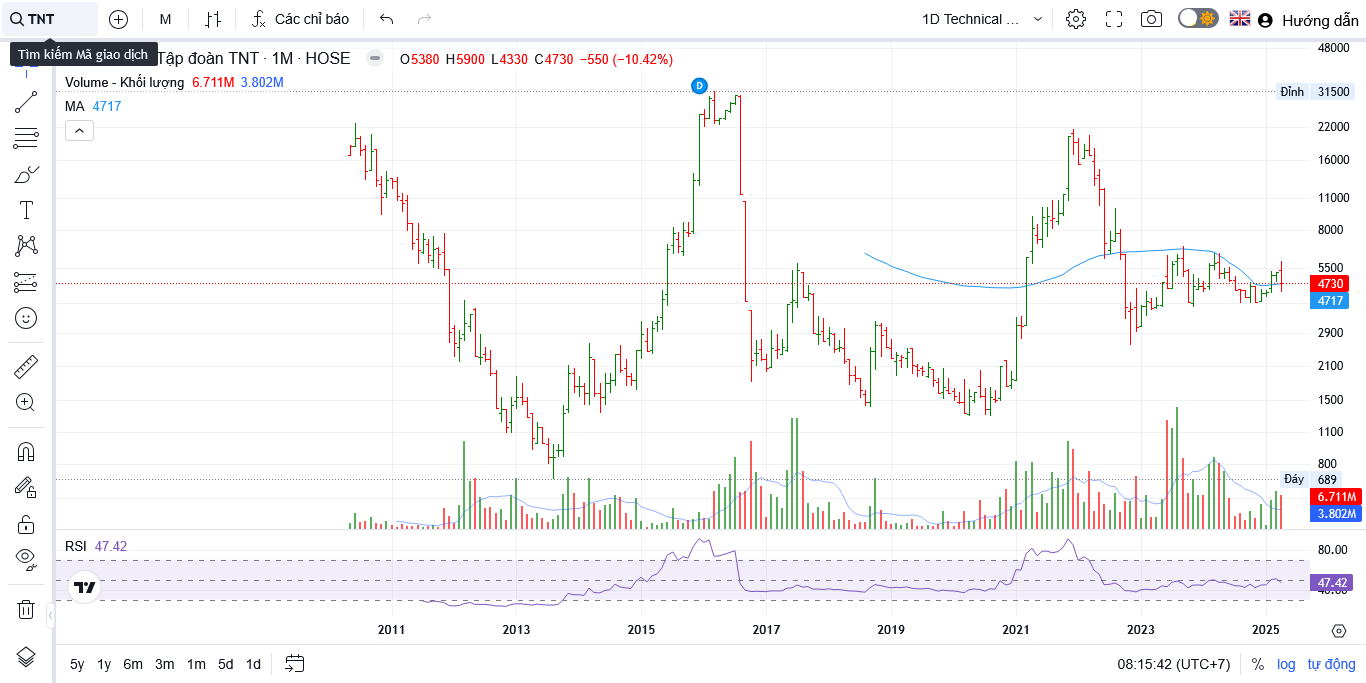 TNT
M
Các chỉ báo
1D Technical ...
Hướng dẫn
Tìm kiếm Mã giao dịch
Tập đoàn TNT · 1M · HOSE
O5380 H5900 L4330 C4730 −550 (−10.42%)
Volume - Khối lượng 6.711M 3.802M
MA 4717
D
48000
Đỉnh 31500
22000
16000
11000
8000
5500
4730
4717
2900
2100
1500
1100
800
Đáy 689
6.711M
3.802M
RSI 47.42
80.00
47.42
40.00
2011 2013 2015 2017 2019 2021 2023 2025
5y 1y 6m 3m 1m 5d 1d
08:15:42 (UTC+7)
% log tự động